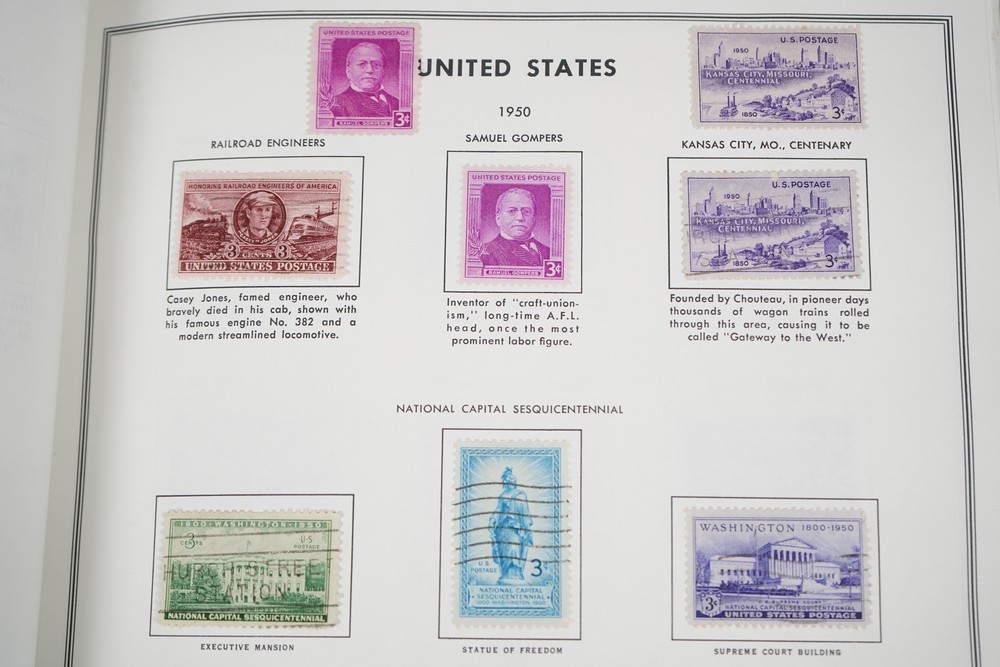 UNITED STATES POSTAGE
SAMUEL GOMPERS
3¢
UNITED STATES
1950
U.S. POSTAGE
1950
KANSAS CITY, MISSOURI,
CENTENNIAL
1850
3¢
RAILROAD ENGINEERS
SAMUEL GOMPERS
KANSAS CITY, MO., CENTENARY
HONORING RAILROAD ENGINEERS OF AMERICA
3 CENTS 3
UNITED STATES POSTAGE
UNITED STATES POSTAGE
SAMUEL GOMPERS
3¢
U.S. POSTAGE
1950
KANSAS CITY, MISSOURI,
CENTENNIAL
1850
3¢
Casey Jones, famed engineer, who
bravely died in his cab, shown with
his famous engine No. 382 and a
modern streamlined locomotive.
Inventor of "craft-union-
ism," long-time A.F.L.
head, once the most
prominent labor figure.
Founded by Chouteau, in pioneer days
thousands of wagon trains rolled
through this area, causing it to be
called "Gateway to the West."
NATIONAL CAPITAL SESQUICENTENNIAL
1800·WASHINGTON·1950
3 CENTS
U·S
POSTAGE
STATION
NATIONAL CAPITAL SESQUICENTENNIAL
EXECUTIVE MANSION
U.S.
POSTAGE
3¢
NATIONAL CAPITAL
SESQUICENTENNIAL
1800 WASHINGTON 1950
STATUE OF FREEDOM
WASHINGTON 1800-1950
3¢
NATIONAL CAPITAL SESQUICENTENNIAL
UNITED STATES POSTAGE
SUPREME COURT BUILDING